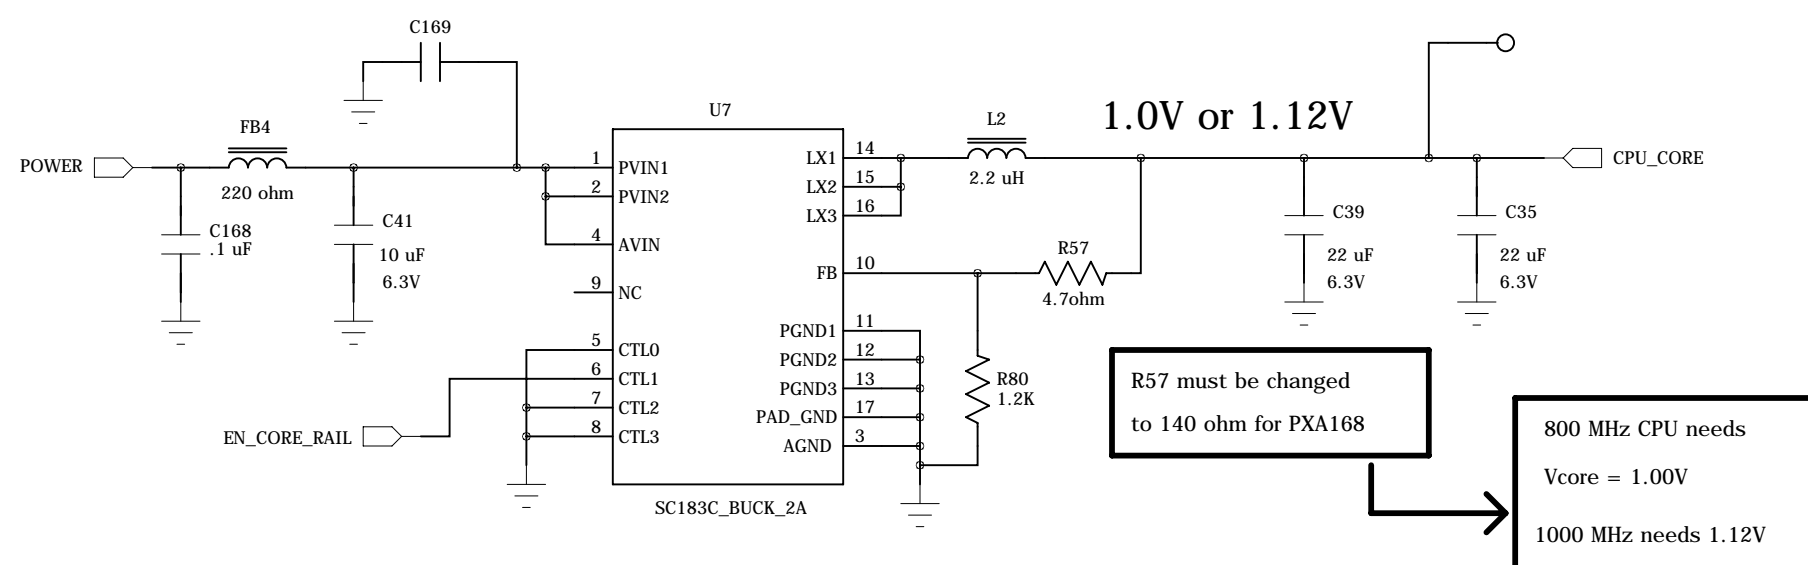 C169
U7
FB4
L2
1.0V or 1.12V
POWER
220 ohm
1 PVIN1
2 PVIN2
4 AVIN
9 NC
5 CTL0
6 CTL1
7 CTL2
8 CTL3
LX1 14
LX2 15
LX3 16
FB 10
PGND1 11
PGND2 12
PGND3 13
PAD_GND 17
AGND 3
2.2 uH
CPU_CORE
C168
.1 uF
C41
10 uF
6.3V
R57
4.7ohm
C39
22 uF
6.3V
C35
22 uF
6.3V
R80
1.2K
EN_CORE_RAIL
SC183C_BUCK_2A
R57 must be changed
to 140 ohm for PXA168
800 MHz CPU needs
Vcore = 1.00V
1000 MHz needs 1.12V